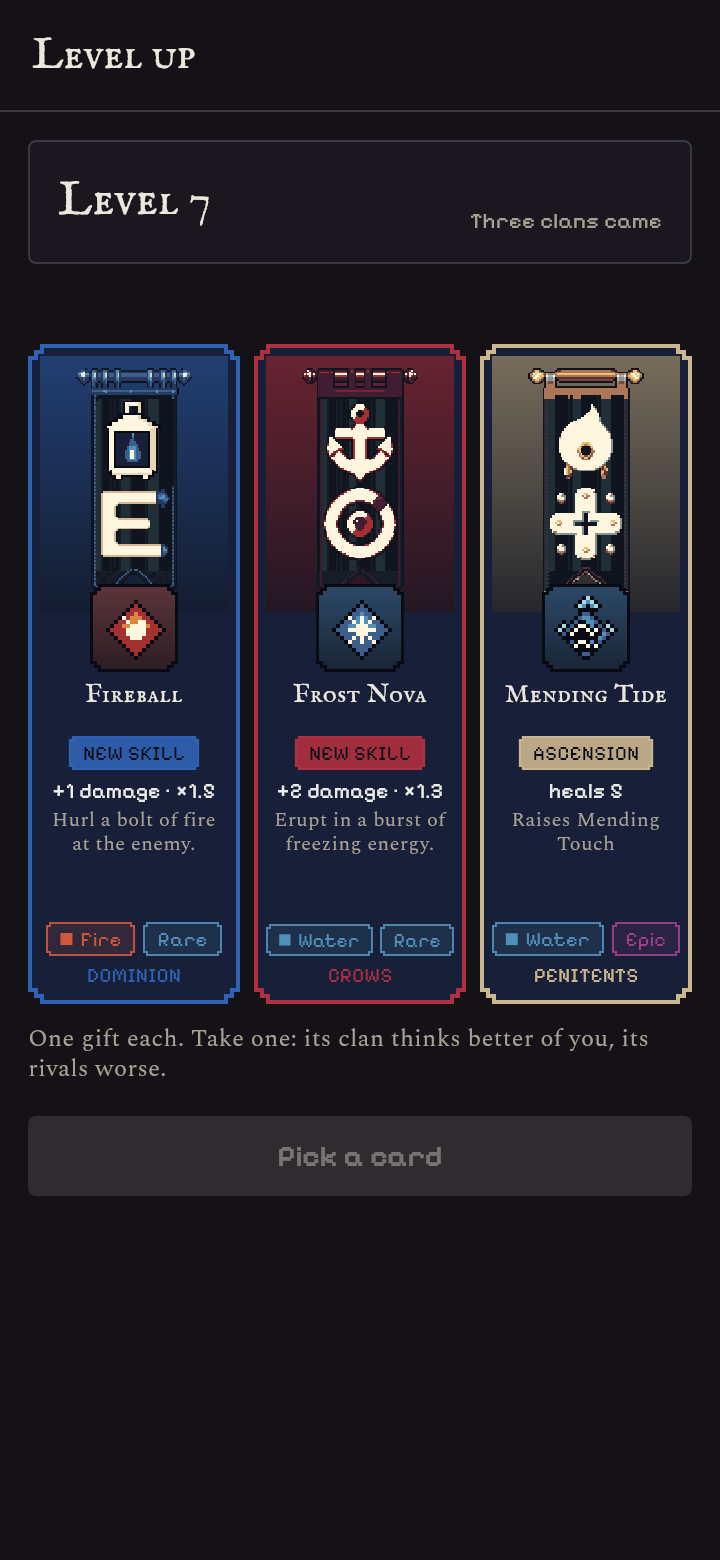 Level up
Level 7
Three clans came
E
Fireball
NEW SKILL
+1 damage · ×1.8
Hurl a bolt of fire
at the enemy.
Fire
Rare
DOMINION
Frost Nova
NEW SKILL
+2 damage · ×1.3
Erupt in a burst of
freezing energy.
Water
Rare
CROWS
Mending Tide
ASCENSION
heals 8
Raises Mending
Touch
Water
Epic
PENITENTS
One gift each. Take one: its clan thinks better of you, its
rivals worse.
Pick a card